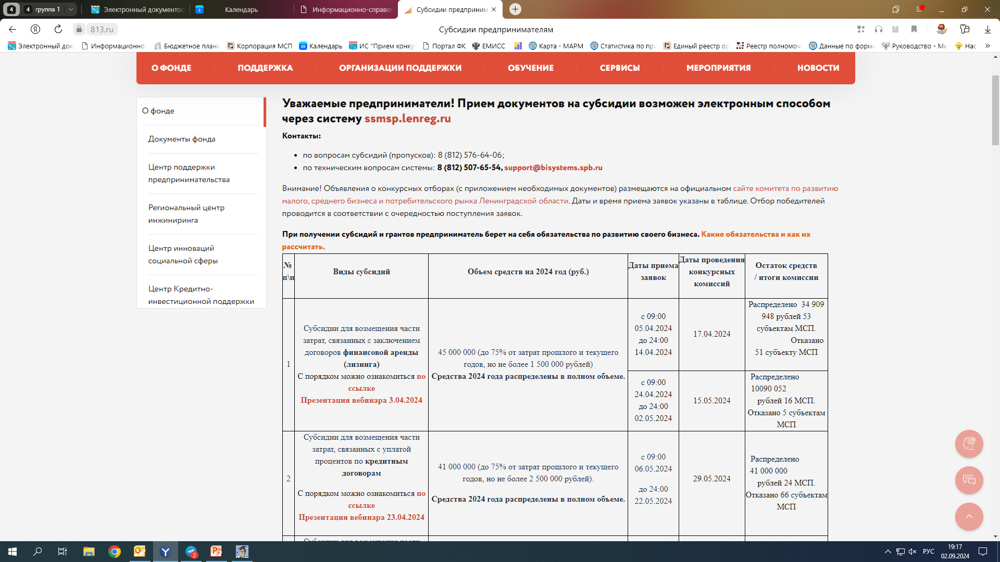 4
4 группа 1
Электронный документоо
2
Календарь
Информационно-справо
Субсидии предприним
813.ru
Субсидии предпринимателям
Электронный док
Информационно-
Бюджетное плани
Корпорация МСП
28
Календарь
ИС "Прием конку
Портал ФК
ЕМИСС
Карта - МАРМ
Статистика по при
Единый реестр ор
Реестр полномоч
Данные по форма
Руководство - Ми
Нас
»
О ФОНДЕ
ПОДДЕРЖКА
ОРГАНИЗАЦИИ ПОДДЕРЖКИ
ОБУЧЕНИЕ
СЕРВИСЫ
МЕРОПРИЯТИЯ
НОВОСТИ
О фонде
Документы фонда
Центр поддержки
предпринимательства
Региональный центр
инжиниринга
Центр инноваций
социальной сферы
Центр Кредитно-
инвестиционной поддержки
Уважаемые предприниматели! Прием документов на субсидии возможен электронным способом
через систему ssmsp.lenreg.ru
Контакты:
• по вопросам субсидий (пропусков): 8 (812) 576-64-06;
• по техническим вопросам системы: 8 (812) 507-65-54, support@bisystems.spb.ru
Внимание! Объявления о конкурсных отборах (с приложением необходимых документов) размещаются на официальном сайте комитета по развитию
малого, среднего бизнеса и потребительского рынка Ленинградской области. Даты и время приема заявок указаны в таблице. Отбор победителей
проводится в соответствии с очередностью поступления заявок.
При получении субсидий и грантов предприниматель берет на себя обязательства по развитию своего бизнеса. Какие обязательства и как их
рассчитать.
№
п\п
Виды субсидий
Объем средств на 2024 год (руб.)
Даты приема
заявок
Даты проведения
конкурсных
комиссий
Остаток средств
/ итоги комиссии
1
Субсидии для возмещения части
затрат, связанных с заключением
договоров финансовой аренды
(лизинга)
С порядком можно ознакомиться по
ссылке
Презентация вебинара 3.04.2024
45 000 000 (до 75% от затрат прошлого и текущего
годов, но не более 1 500 000 рублей)
Средства 2024 года распределены в полном объеме.
с 09:00
05.04.2024
до 24:00
14.04.2024
17.04.2024
Распределено 34 909
948 рублей 53
субъектам МСП.
Отказано
51 субъекту МСП
с 09:00
24.04.2024
до 24:00
02.05.2024
15.05.2024
Распределено
10090 052
рублей 16 МСП.
Отказано 5 субъектам
МСП
2
Субсидии для возмещения части
затрат, связанных с уплатой
процентов по кредитным
договорам
С порядком можно ознакомиться по
ссылке
Презентация вебинара 23.04.2024
41 000 000 (до 75% от затрат прошлого и текущего
годов, но не более 2 500 000 рублей).
Средства 2024 года распределены в полном объеме.
с 09:00
06.05.2024
до 24:00
22.05.2024
29.05.2024
Распределено
41 000 000
рублей 24 МСП.
Отказано 66 субъектам
МСП
2
РУС
19:17
02.09.2024